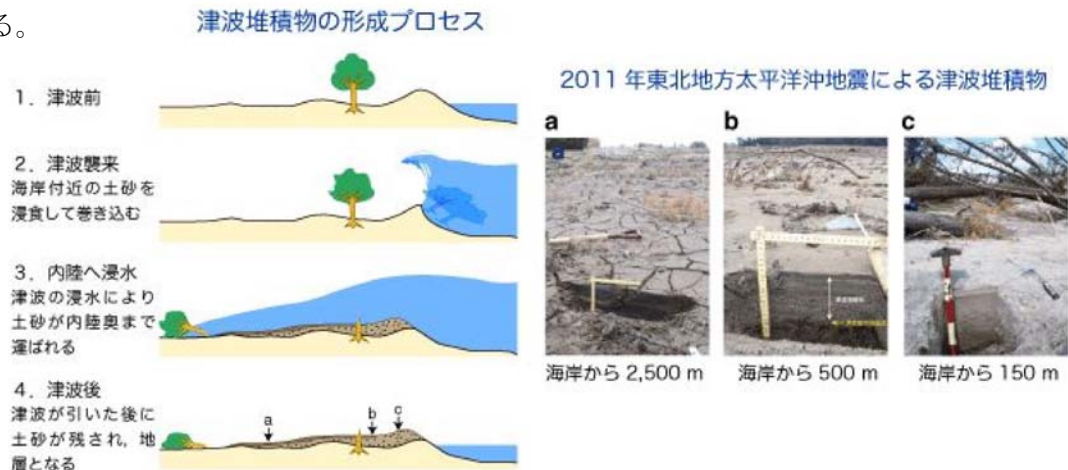 る。
津波堆積物の形成プロセス
1．津波前
2．津波襲来
海岸付近の土砂を
浸食して巻き込む
3．内陸へ浸水
津波の浸水により
土砂が内陸奥まで
運ばれる
4．津波後
津波が引いた後に
土砂が残され，地
層となる
a
b
c
2011年東北地方太平洋沖地震による津波堆積物
a
b
c
a
海岸から 2,500 m
海岸から 500 m
海岸から 150 m